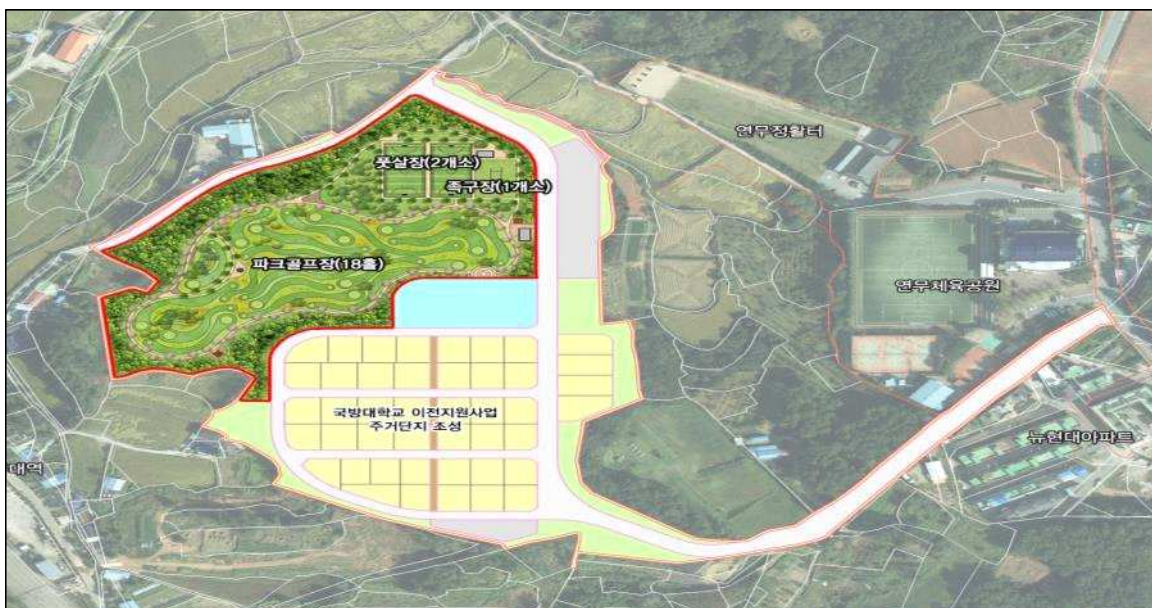 연무정활터
풋살장(2개소)
족구장(1개소)
파크골프장(18홀)
연무체육공원
국방대학교 이전지원사업
주거단지 조성
뉴현대아파트
대역